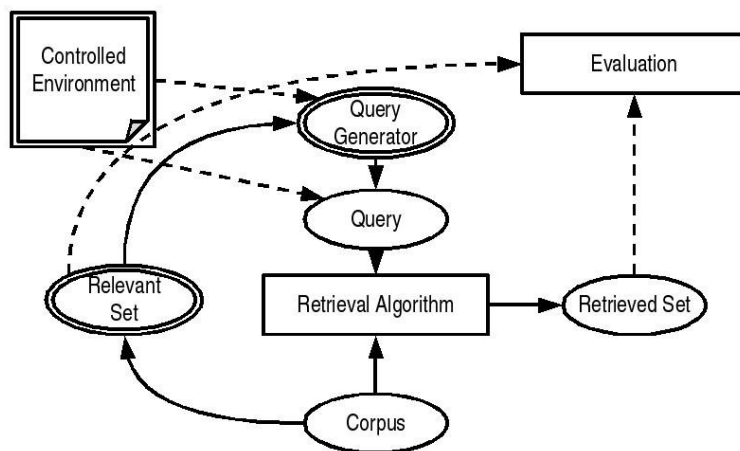 Controlled
Environment
Evaluation
Query
Generator
Query
Relevant
Set
Retrieval Algorithm
Retrieved Set
Corpus